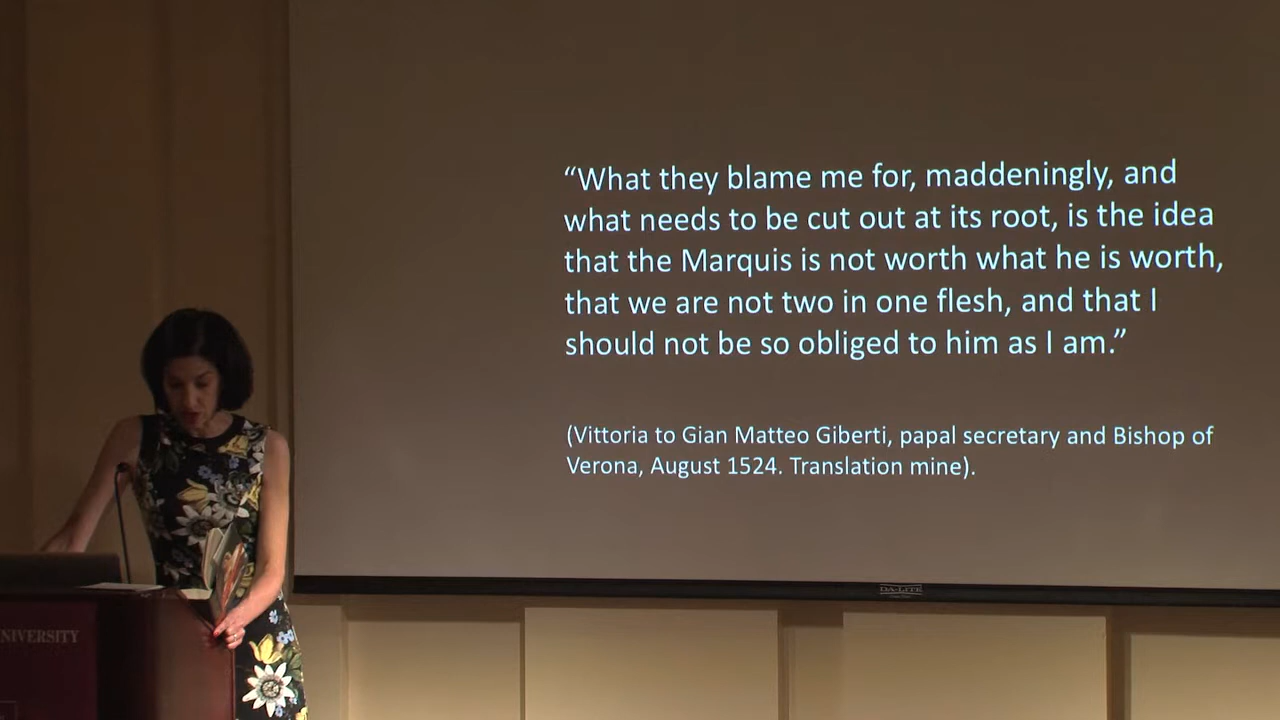 “What they blame me for, maddeningly, and
what needs to be cut out at its root, is the idea
that the Marquis is not worth what he is worth,
that we are not two in one flesh, and that I
should not be so obliged to him as I am.”
(Vittoria to Gian Matteo Giberti, papal secretary and Bishop of
Verona, August 1524. Translation mine).
DA-LITE
NIVERSITY